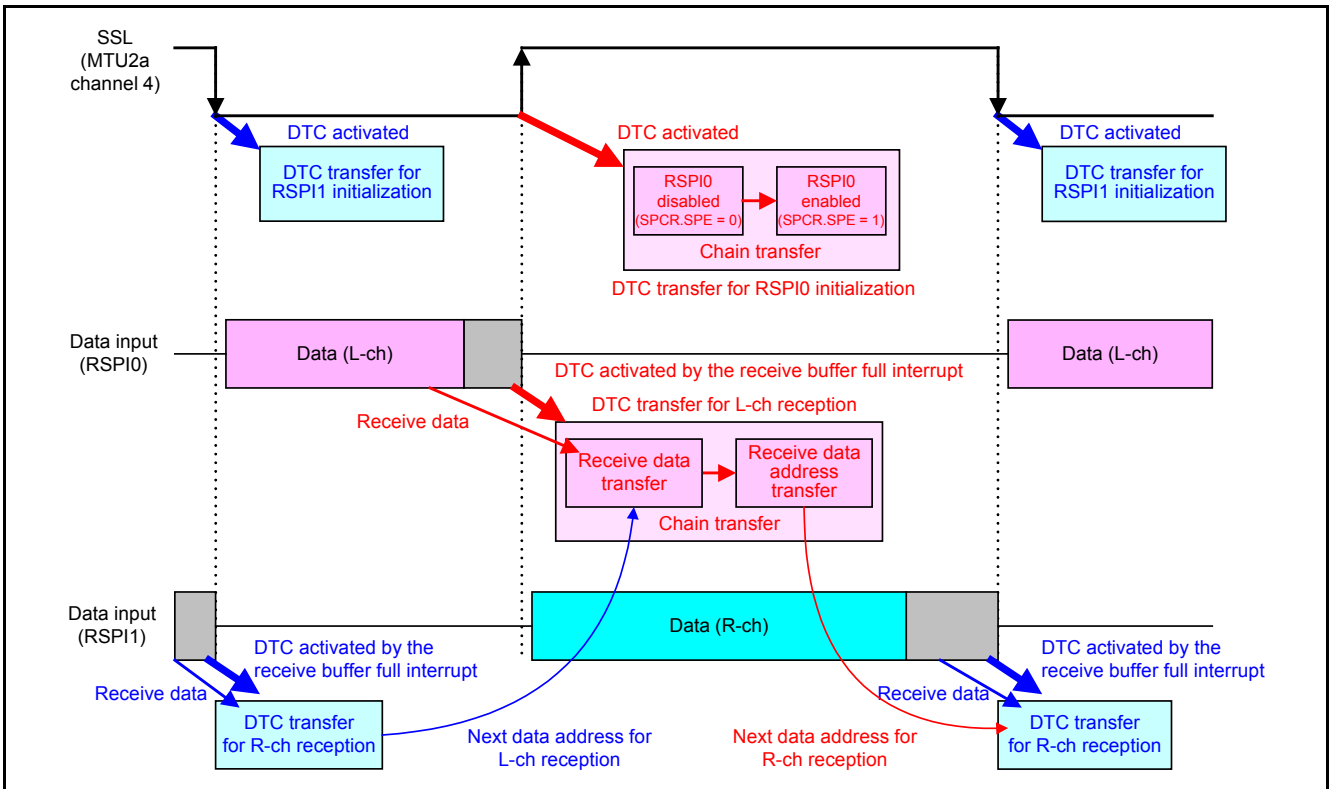 SSL
(MTU2a
channel 4)
DTC activated
DTC transfer for
RSPI1 initialization
DTC activated
RSPI0
disabled
(SPCR.SPE = 0)
RSPI0
enabled
(SPCR.SPE = 1)
Chain transfer
DTC transfer for RSPI0 initialization
DTC activated
DTC transfer for
RSPI1 initialization
Data input
(RSPI0)
Data (L-ch)
Data (L-ch)
DTC activated by the receive buffer full interrupt
DTC transfer for L-ch reception
Receive data
Receive data
transfer
Receive data
address
transfer
Chain transfer
Data input
(RSPI1)
Data (R-ch)
DTC activated by the
receive buffer full interrupt
Receive data
DTC transfer
for R-ch reception
Next data address for
L-ch reception
Next data address for
R-ch reception
DTC activated by the
receive buffer full interrupt
Receive data
DTC transfer
for R-ch reception